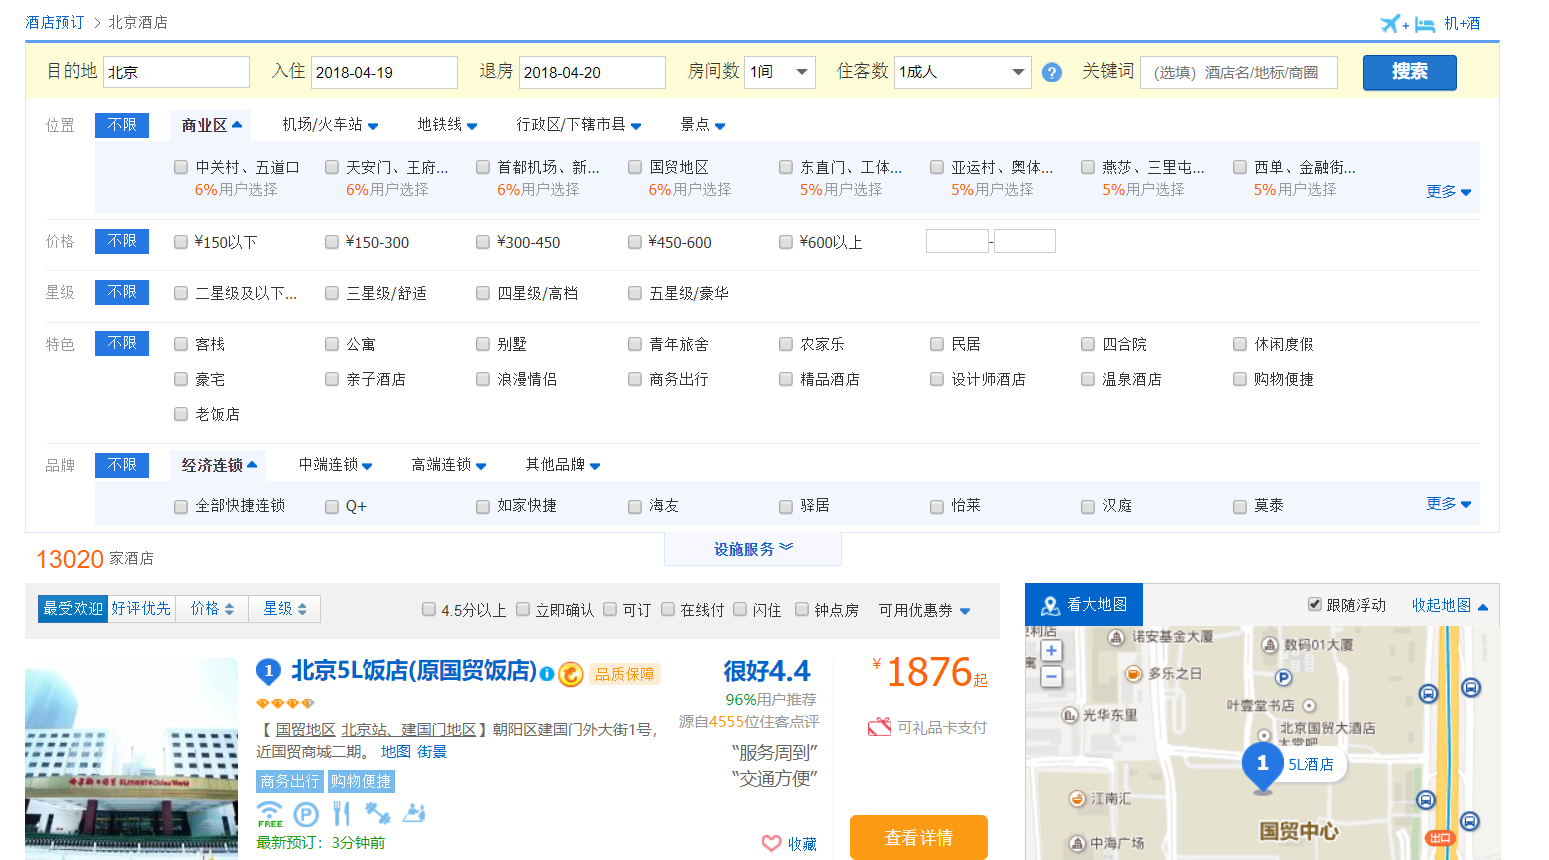 酒店预订 > 北京酒店
机+酒
目的地 北京 入住 2018-04-19 退房 2018-04-20 房间数 1间 住客数 1成人 ? 关键词 (选填) 酒店名/地标/商圈 搜索
位置 不限 商业区 机场/火车站 地铁线 行政区/下辖市县 景点
中关村、五道口 天安门、王府... 首都机场、新... 国贸地区 东直门、工体... 亚运村、奥体... 燕莎、三里屯... 西单、金融街...
6%用户选择 6%用户选择 6%用户选择 6%用户选择 5%用户选择 5%用户选择 5%用户选择 5%用户选择 更多
价格 不限 ¥150以下 ¥150-300 ¥300-450 ¥450-600 ¥600以上 -
星级 不限 二星级及以下... 三星级/舒适 四星级/高档 五星级/豪华
特色 不限 客栈 公寓 别墅 青年旅舍 农家乐 民居 四合院 休闲度假
豪宅 亲子酒店 浪漫情侣 商务出行 精品酒店 设计师酒店 温泉酒店 购物便捷
老饭店
品牌 不限 经济连锁 中端连锁 高端连锁 其他品牌
全部快捷连锁 Q+ 如家快捷 海友 驿居 怡莱 汉庭 莫泰 更多
设施服务
13020 家酒店
最受欢迎 好评优先 价格 星级 4.5分以上 立即确认 可订 在线付 闪住 钟点房 可用优惠券
1 北京5L饭店(原国贸饭店) 品质保障
【 国贸地区 北京站、建国门地区 】朝阳区建国门外大街1号，
近国贸商城二期。 地图 街景
商务出行 购物便捷
FREE P
最新预订：3分钟前
很好4.4
96%用户推荐
源自4555位住客点评
“服务周到”
“交通方便”
收藏
¥1876起
可礼品卡支付
查看详情
看大地图 跟随浮动 收起地图
诺安基金大厦
数码01大厦
多乐之日
P
叶壹堂书店
光华东里
北京国贸大酒店
1 5L酒店
江南汇
国贸中心
中海广场
出口